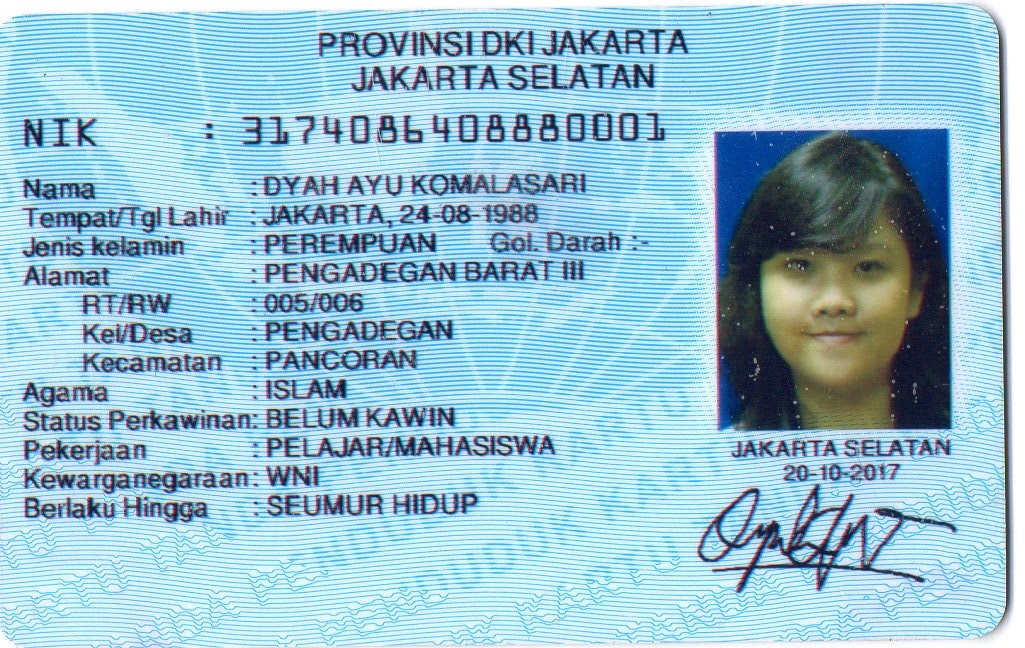 PROVINSI DKI JAKARTA
JAKARTA SELATAN
NIK : 3174086408880001
Nama : DYAH AYU KOMALASARI
Tempat/Tgl Lahir : JAKARTA, 24-08-1988
Jenis kelamin : PEREMPUAN Gol. Darah :-
Alamat : PENGADEGAN BARAT III
RT/RW : 005/006
Kel/Desa : PENGADEGAN
Kecamatan : PANCORAN
Agama : ISLAM
Status Perkawinan: BELUM KAWIN
Pekerjaan : PELAJAR/MAHASISWA
Kewarganegaraan: WNI
Berlaku Hingga : SEUMUR HIDUP
JAKARTA SELATAN
20-10-2017